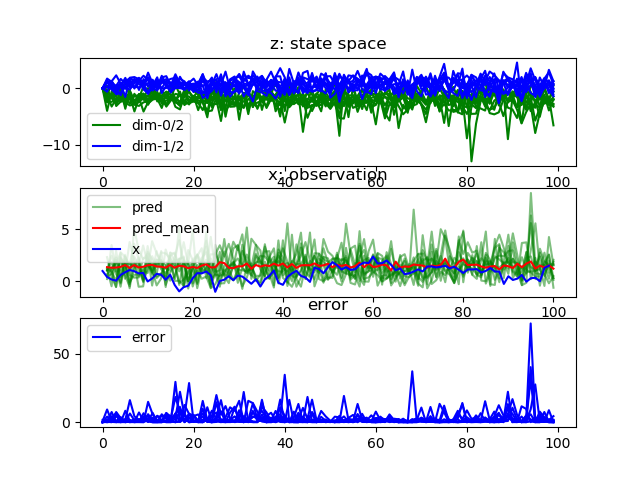 z: state space
0
−10
dim-0/2
dim-1/2
0 20 40 60 80 100
x: observation
5
0
pred
pred_mean
x
0 20 40 60 80 100
error
50
0
error
0 20 40 60 80 100